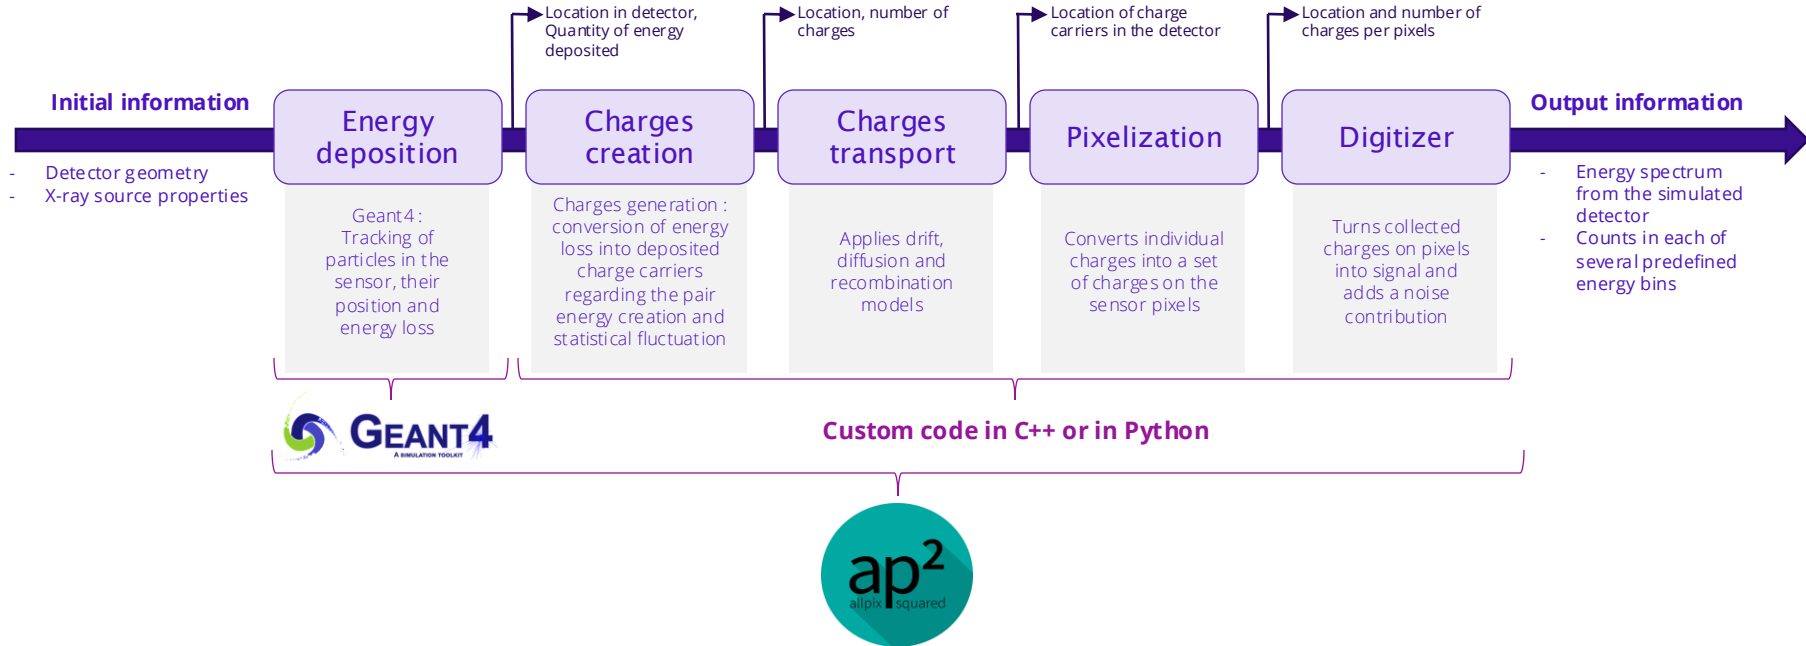 Location in detector,
Quantity of energy
deposited
Location, number of
charges
Location of charge
carriers in the detector
Location and number of
charges per pixels
Initial information
Energy
deposition
Charges
creation
Charges
transport
Pixelization
Digitizer
Output information
- Detector geometry
- X-ray source properties
Geant4 :
Tracking of
particles in the
sensor, their
position and
energy loss
Charges generation :
conversion of energy
loss into deposited
charge carriers
regarding the pair
energy creation and
statistical fluctuation
Applies drift,
diffusion and
recombination
models
Converts individual
charges into a set
of charges on the
sensor pixels
Turns collected
charges on pixels
into signal and
adds a noise
contribution
- Energy spectrum
from the simulated
detector
- Counts in each of
several predefined
energy bins
GEANT4
A SIMULATION TOOLKIT
Custom code in C++ or in Python
ap²
allpix squared